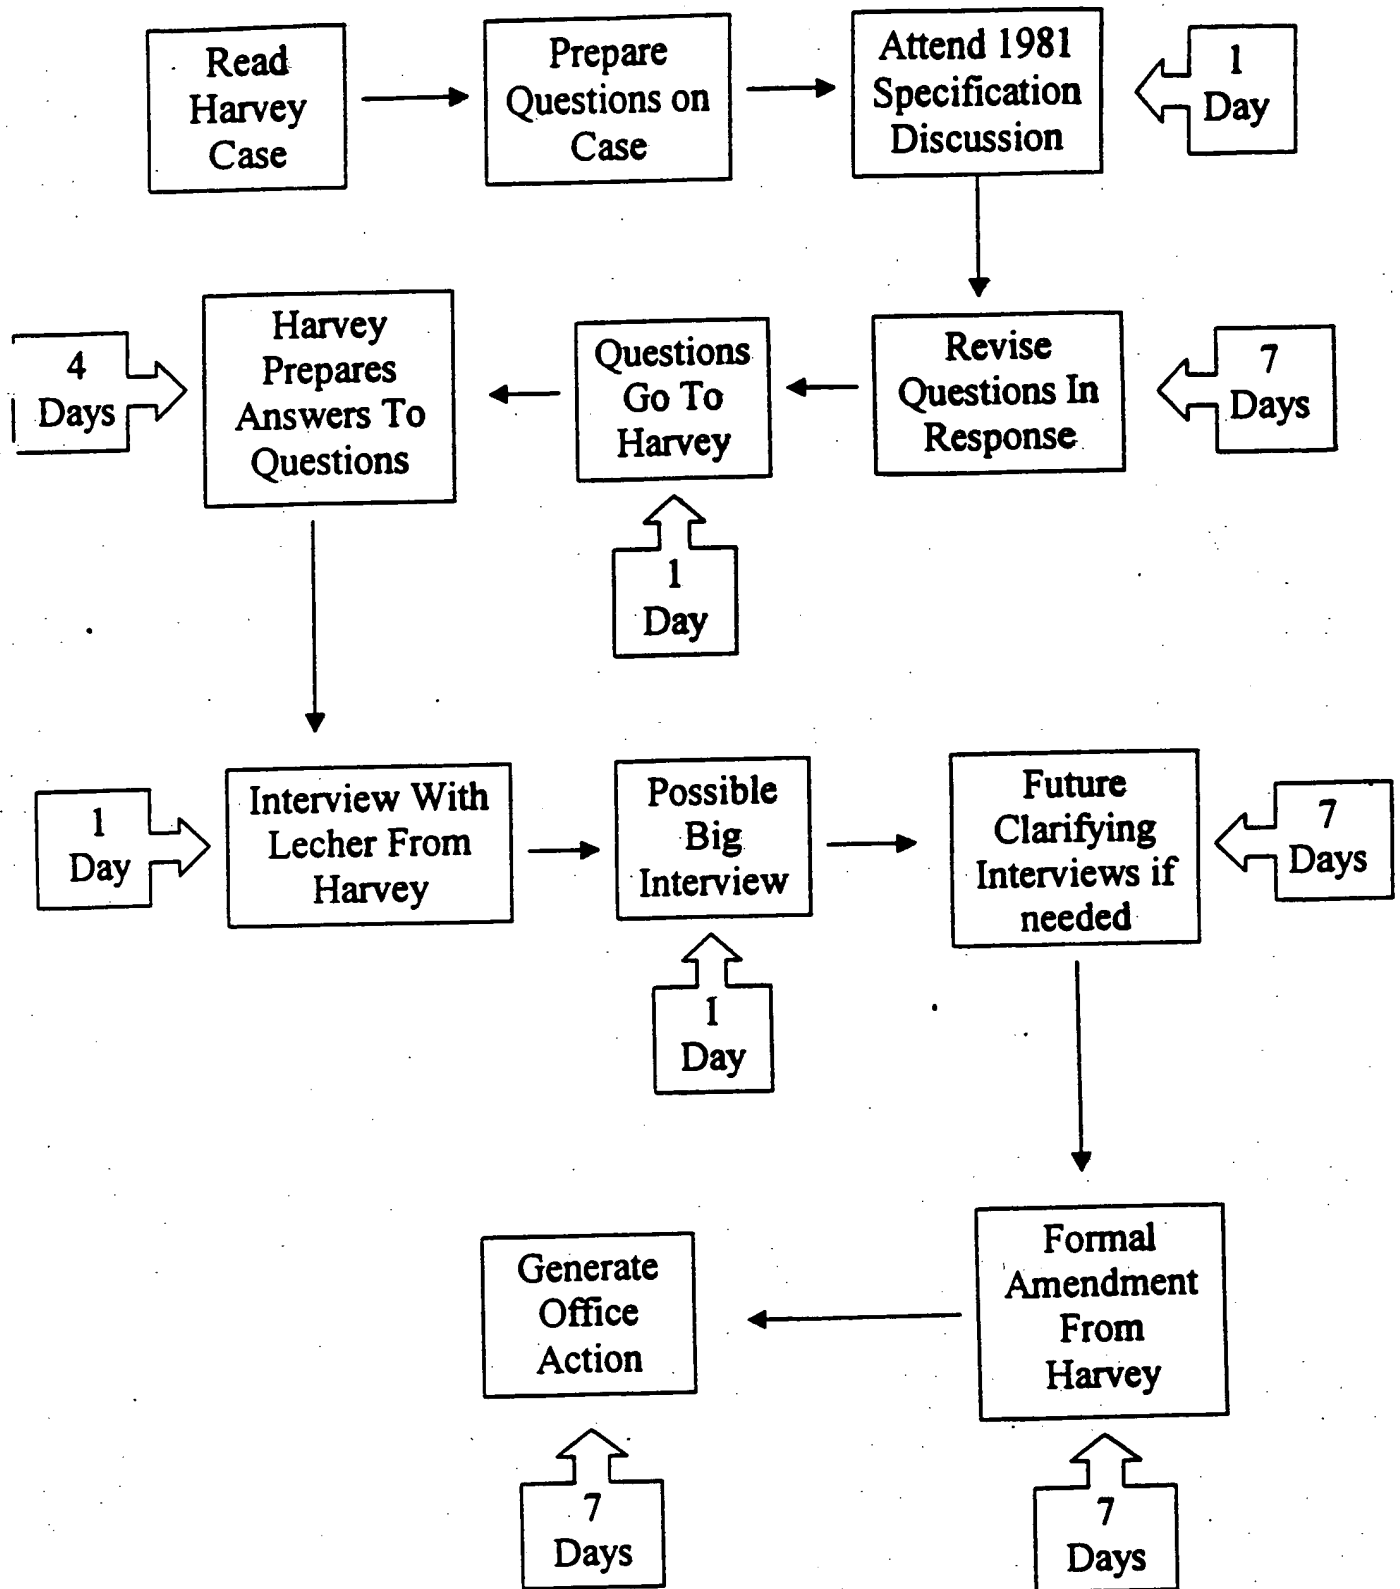 Read
Harvey
Case
Prepare
Questions on
Case
Attend 1981
Specification
Discussion
1
Day
Revise
Questions In
Response
7
Days
Questions
Go To
Harvey
1
Day
Harvey
Prepares
Answers To
Questions
4
Days
Interview With
Lecher From
Harvey
1
Day
Possible
Big
Interview
1
Day
Future
Clarifying
Interviews if
needed
7
Days
Formal
Amendment
From
Harvey
7
Days
Generate
Office
Action
7
Days